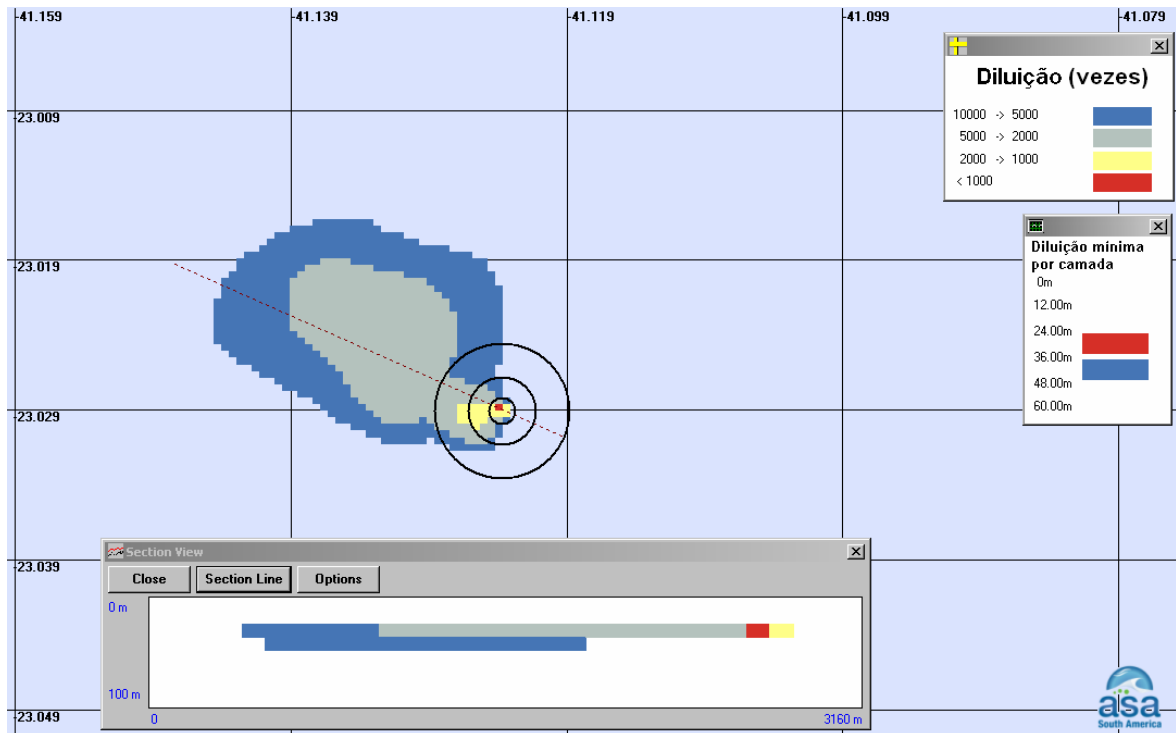 -41.159
-41.139
-41.119
-41.099
-41.079
-23.009
-23.019
-23.029
-23.039
-23.049
Diluição (vezes)
10000 -> 5000
5000 -> 2000
2000 -> 1000
< 1000
Diluição mínima
por camada
0m
12.00m
24.00m
36.00m
48.00m
60.00m
Section View
Close Section Line Options
0 m
100 m
0 3160 m
asa
South America